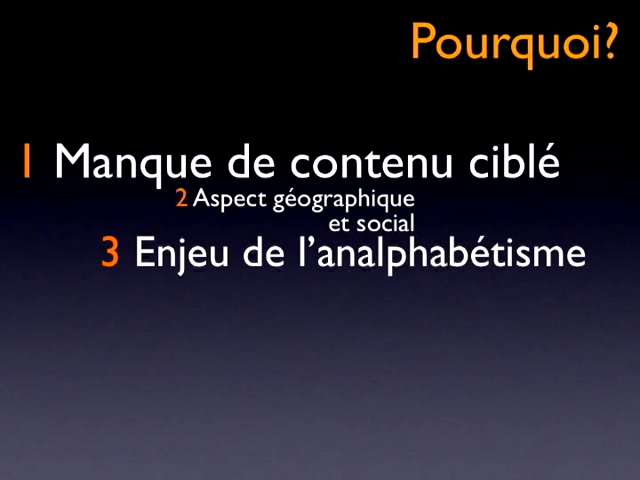 Pourquoi?
1 Manque de contenu ciblé
2 Aspect géographique
et social
3 Enjeu de l'analphabétisme